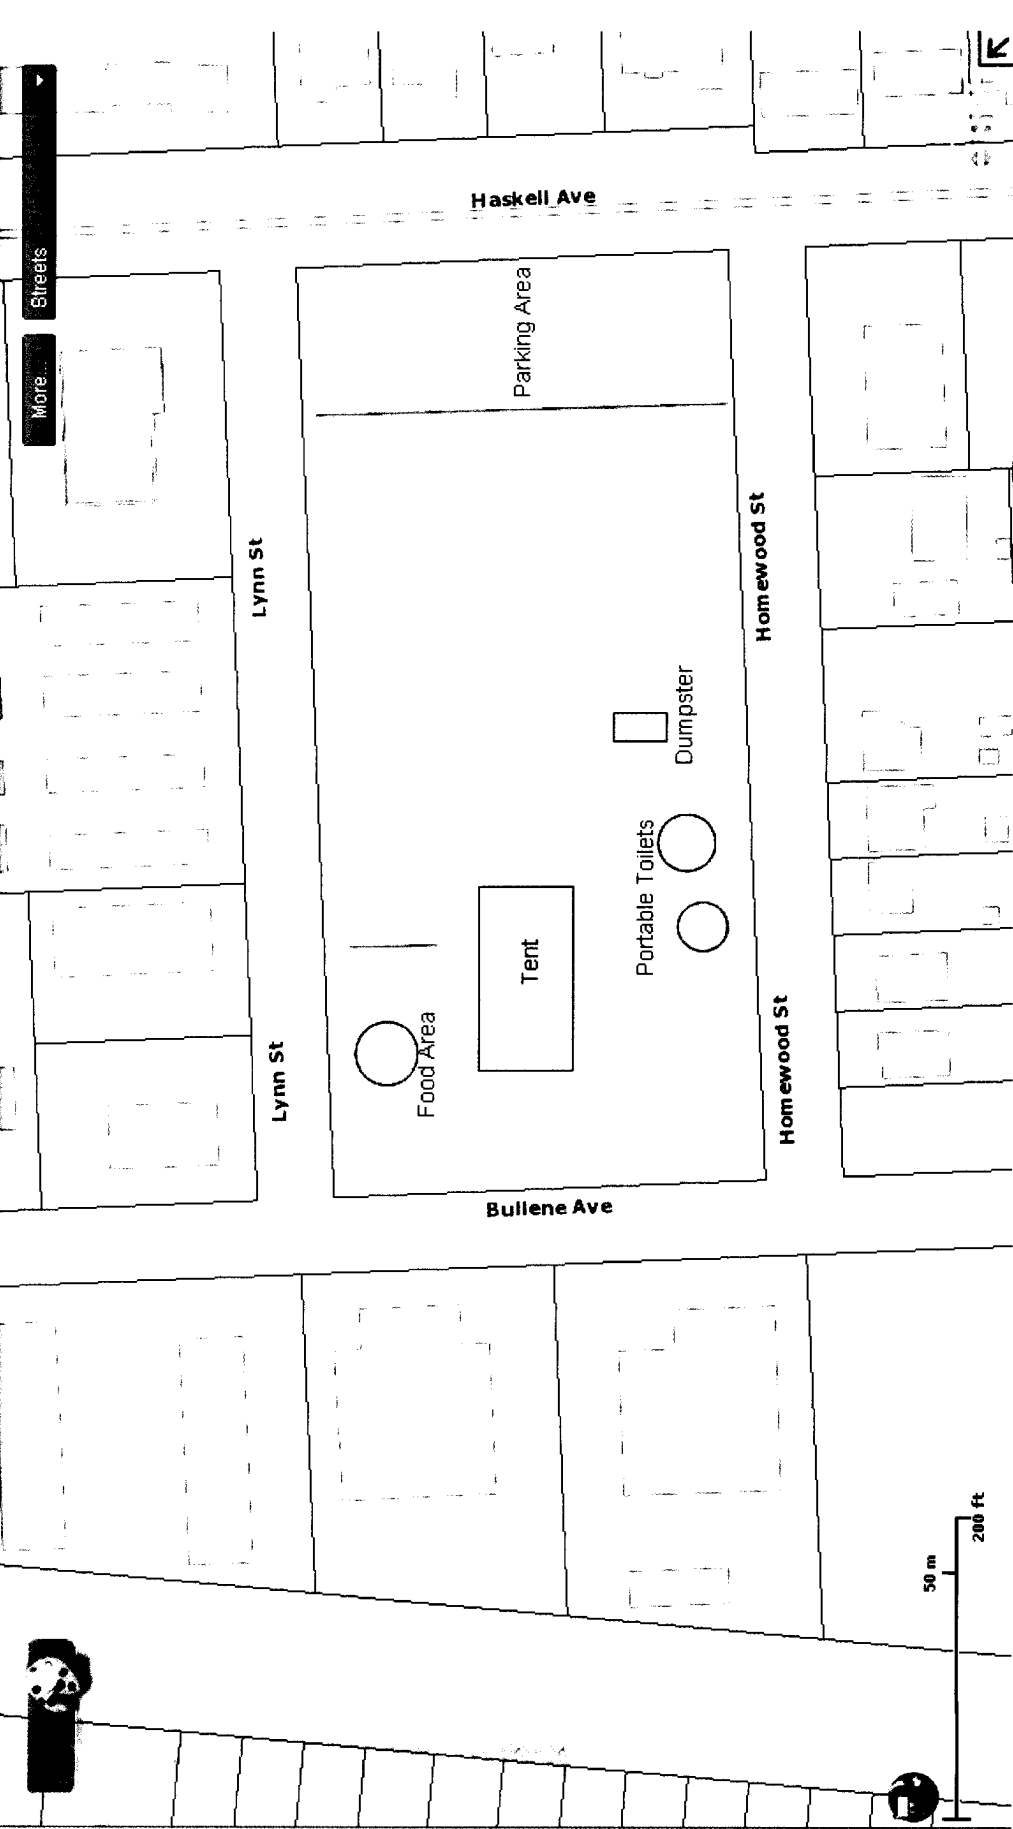 Streets
More...
Haskell Ave
Parking Area
Lynn St
Homewood St
Dumpster
Portable Toilets
Tent
Food Area
Lynn St
Homewood St
Bullene Ave
50 m
200 ft